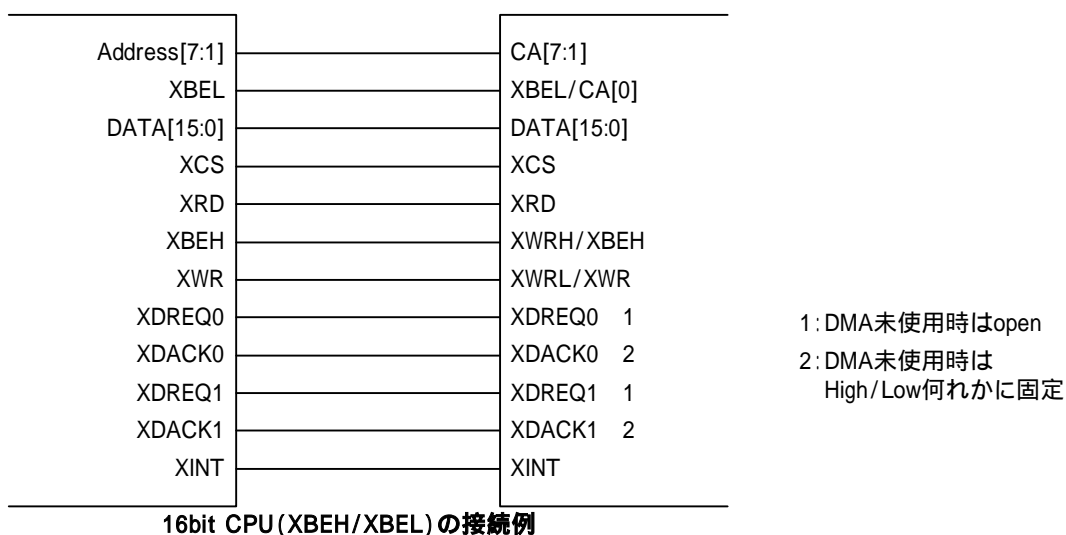 Address[7:1] CA[7:1]
XBEL XBEL/CA[0]
DATA[15:0] DATA[15:0]
XCS XCS
XRD XRD
XBEH XWRH/XBEH
XWR XWRL/XWR
XDREQ0 XDREQ0 1
XDACK0 XDACK0 2
XDREQ1 XDREQ1 1
XDACK1 XDACK1 2
XINT XINT
1:DMA未使用時はopen
2:DMA未使用時は
High/Low何れかに固定
16bit CPU(XBEH/XBEL)の接続例